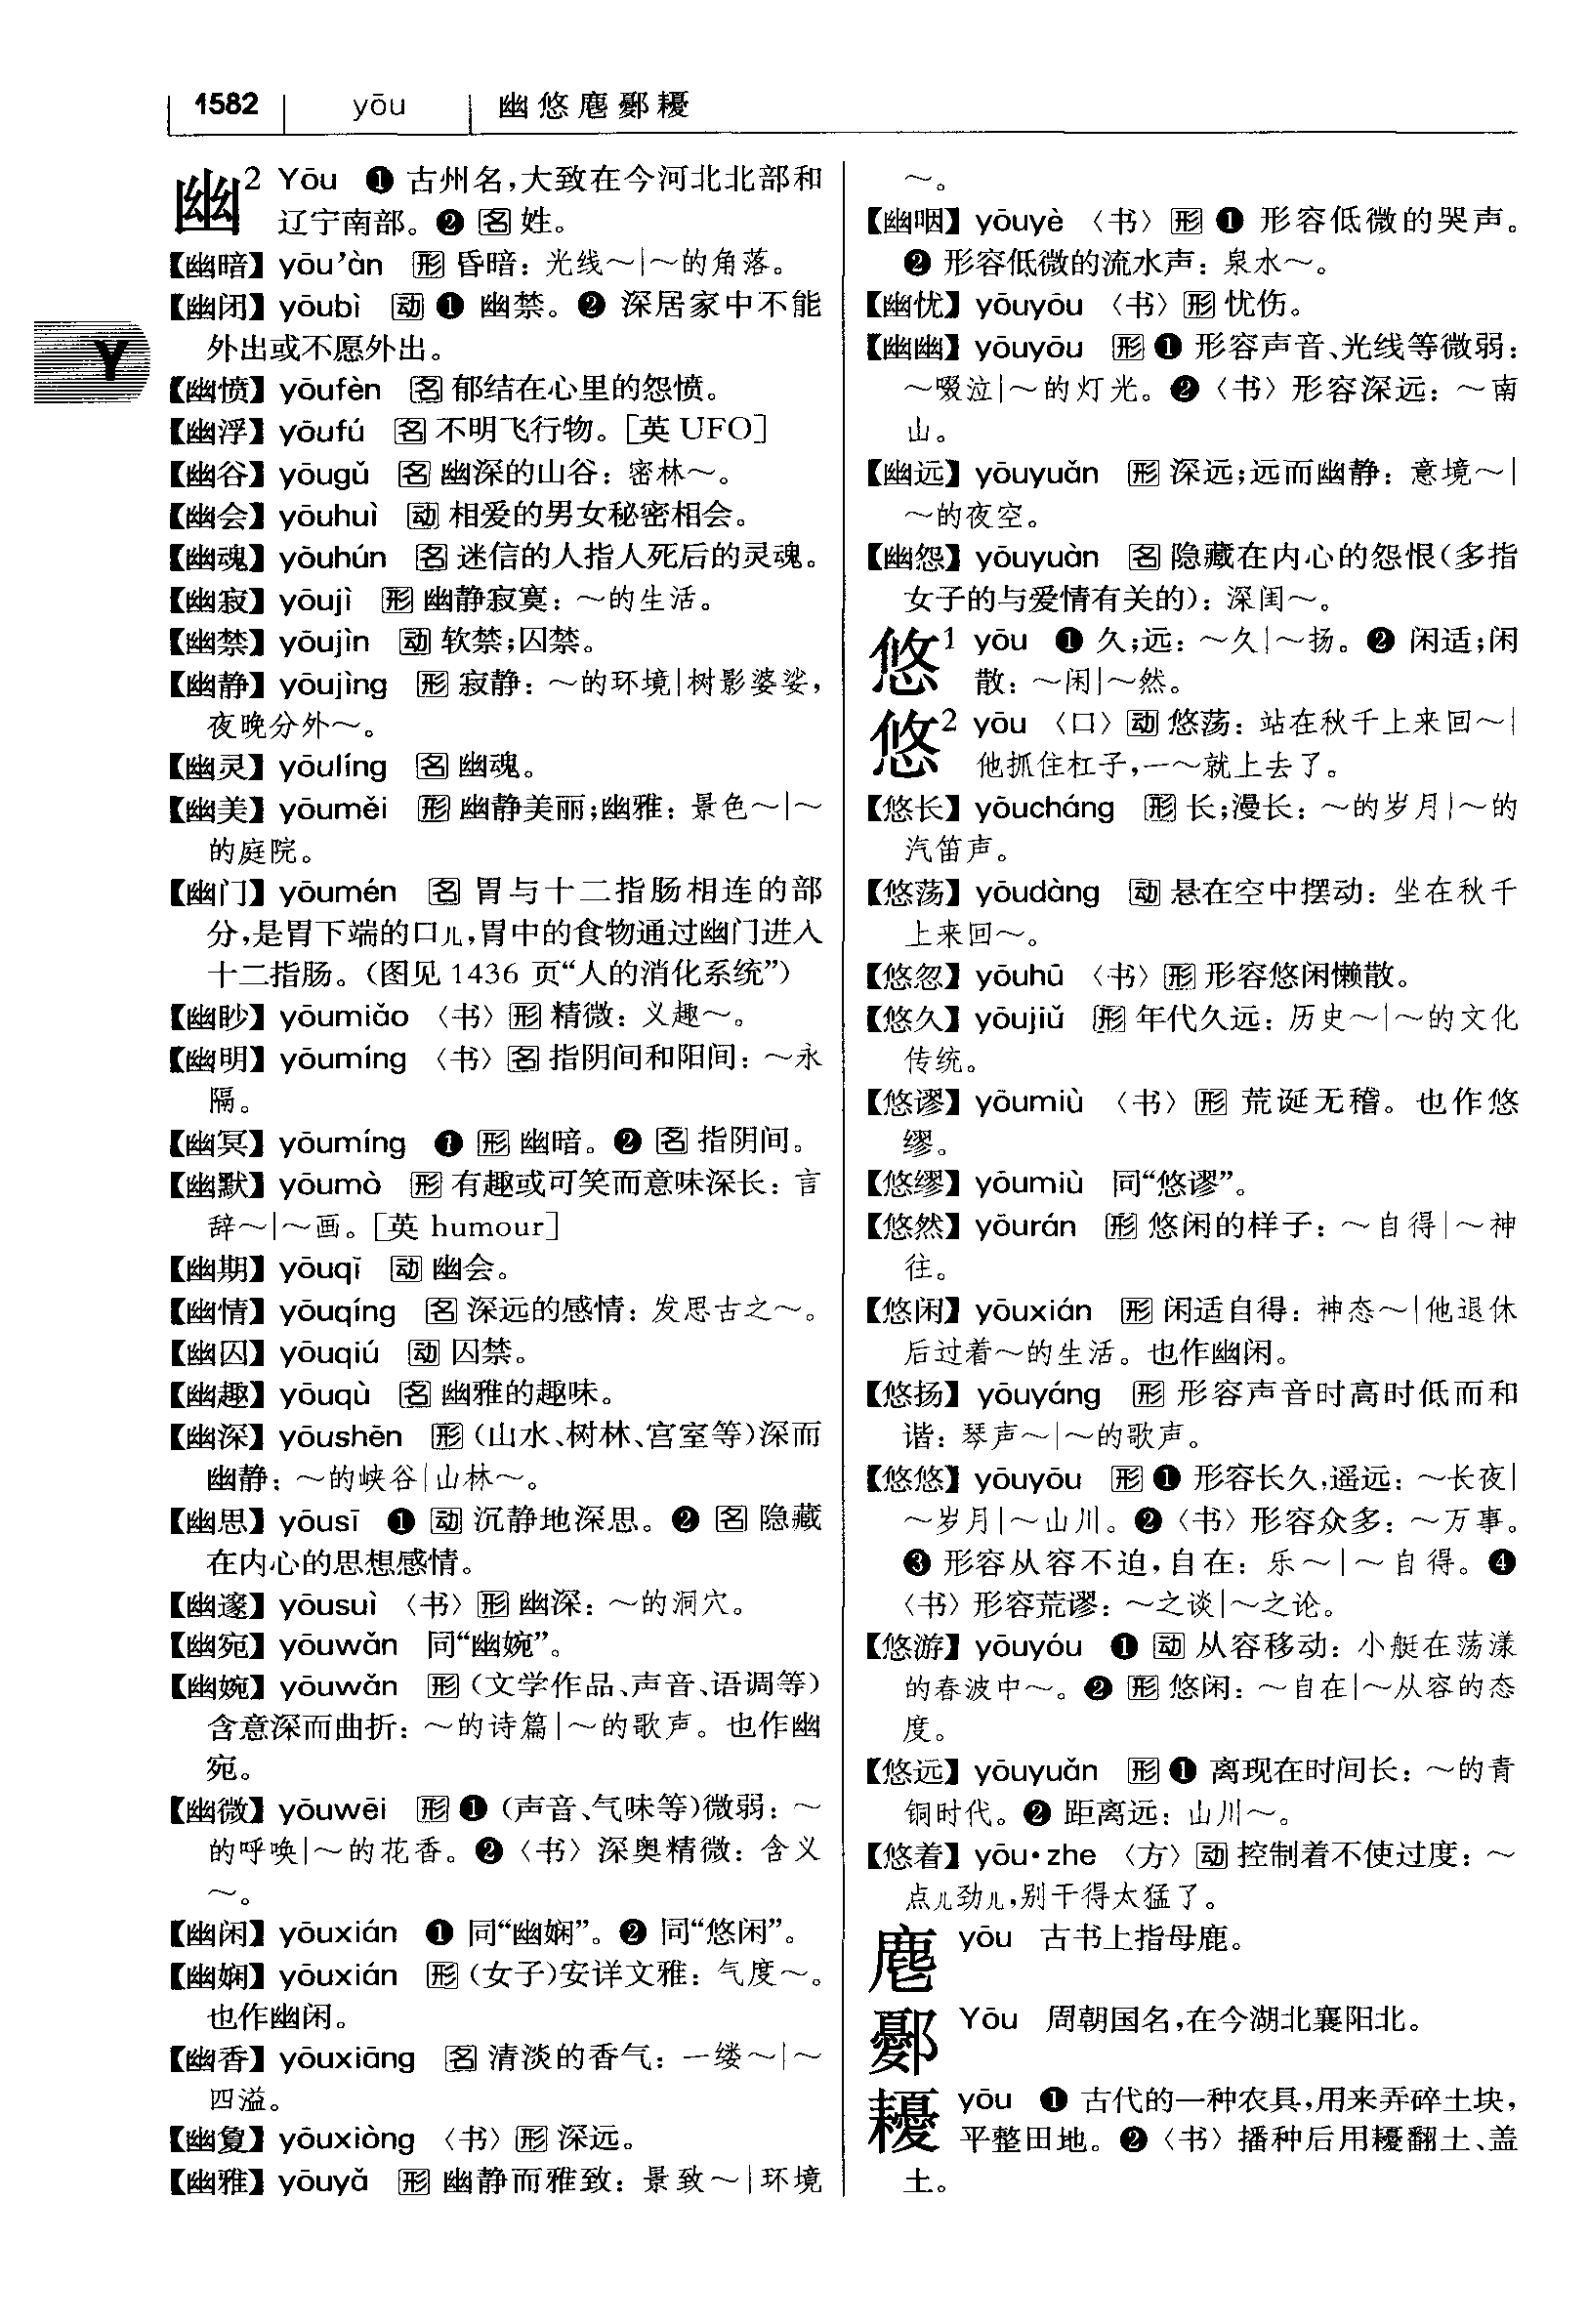 1582 yōu 幽悠麀鄾耰
幽² Yōu ❶ 古州名,大致在今河北北部和
辽宁南部。❷ 名 姓。
【幽暗】yōu’àn 形 昏暗：光线～|～的角落。
【幽闭】yōubì 动 ❶ 幽禁。❷ 深居家中不能
外出或不愿外出。
Y
【幽愤】yōufèn 名 郁结在心里的怨愤。
【幽浮】yōufú 名 不明飞行物。[英 UFO]
【幽谷】yōugǔ 名 幽深的山谷：密林～。
【幽会】yōuhuì 动 相爱的男女秘密相会。
【幽魂】yōuhún 名 迷信的人指人死后的灵魂。
【幽寂】yōujì 形 幽静寂寞：～的生活。
【幽禁】yōujìn 动 软禁;囚禁。
【幽静】yōujìng 形 寂静：～的环境|树影婆娑，
夜晚分外～。
【幽灵】yōulíng 名 幽魂。
【幽美】yōuměi 形 幽静美丽;幽雅：景色～|～
的庭院。
【幽门】yōumén 名 胃与十二指肠相连的部
分,是胃下端的口儿,胃中的食物通过幽门进入
十二指肠。(图见 1436 页“人的消化系统”)
【幽眇】yōumiǎo 〈书〉形 精微：义趣～。
【幽明】yōumíng 〈书〉名 指阴间和阳间：～永
隔。
【幽冥】yōumíng ❶ 形 幽暗。❷ 名 指阴间。
【幽默】yōumò 形 有趣或可笑而意味深长：言
辞～|～画。[英 humour]
【幽期】yōuqī 动 幽会。
【幽情】yōuqíng 名 深远的感情：发思古之～。
【幽囚】yōuqiú 动 囚禁。
【幽趣】yōuqù 名 幽雅的趣味。
【幽深】yōushēn 形 (山水、树林、宫室等)深而
幽静：～的峡谷|山林～。
【幽思】yōusī ❶ 动 沉静地深思。❷ 名 隐藏
在内心的思想感情。
【幽邃】yōusuì 〈书〉形 幽深：～的洞穴。
【幽宛】yōuwǎn 同“幽婉”。
【幽婉】yōuwǎn 形 (文学作品、声音、语调等)
含意深而曲折：～的诗篇|～的歌声。也作幽
宛。
【幽微】yōuwēi 形 ❶ (声音、气味等)微弱：～
的呼唤|～的花香。❷〈书〉深奥精微：含义
～。
【幽闲】yōuxián ❶ 同“幽娴”。❷ 同“悠闲”。
【幽娴】yōuxián 形 (女子)安详文雅：气度～。
也作幽闲。
【幽香】yōuxiāng 名 清淡的香气：一缕～|～
四溢。
【幽夐】yōuxiòng 〈书〉形 深远。
【幽雅】yōuyǎ 形 幽静而雅致：景致～|环境
～。
【幽咽】yōuyè 〈书〉形 ❶ 形容低微的哭声。
❷ 形容低微的流水声：泉水～。
【幽忧】yōuyōu 〈书〉形 忧伤。
【幽幽】yōuyōu 形 ❶ 形容声音、光线等微弱：
～啜泣|～的灯光。❷〈书〉形容深远：～南
山。
【幽远】yōuyuǎn 形 深远;远而幽静：意境～|
～的夜空。
【幽怨】yōuyuàn 名 隐藏在内心的怨恨(多指
女子的与爱情有关的)：深闺～。
悠¹ yōu ❶ 久;远：～久|～扬。❷ 闲适;闲
散：～闲|～然。
悠² yōu 〈口〉动 悠荡：站在秋千上来回～|
他抓住杠子,一～就上去了。
【悠长】yōucháng 形 长;漫长：～的岁月|～的
汽笛声。
【悠荡】yōudàng 动 悬在空中摆动：坐在秋千
上来回～。
【悠忽】yōuhū 〈书〉形 形容悠闲懒散。
【悠久】yōujiǔ 形 年代久远：历史～|～的文化
传统。
【悠谬】yōumiù 〈书〉形 荒诞无稽。也作悠
缪。
【悠缪】yōumiù 同“悠谬”。
【悠然】yōurán 形 悠闲的样子：～自得|～神
往。
【悠闲】yōuxián 形 闲适自得：神态～|他退休
后过着～的生活。也作幽闲。
【悠扬】yōuyáng 形 形容声音时高时低而和
谐：琴声～|～的歌声。
【悠悠】yōuyōu 形 ❶ 形容长久,遥远：～长夜|
～岁月|～山川。❷〈书〉形容众多：～万事。
❸ 形容从容不迫,自在：乐～|～自得。❹
〈书〉形容荒谬：～之谈|～之论。
【悠游】yōuyóu ❶ 动 从容移动：小艇在荡漾
的春波中～。❷ 形 悠闲：～自在|～从容的态
度。
【悠远】yōuyuǎn 形 ❶ 离现在时间长：～的青
铜时代。❷ 距离远：山川～。
【悠着】yōu·zhe 〈方〉动 控制着不使过度：～
点儿劲儿,别干得太猛了。
麀 yōu 古书上指母鹿。
鄾 Yōu 周朝国名,在今湖北襄阳北。
耰 yōu ❶ 古代的一种农具,用来弄碎土块,
平整田地。❷〈书〉播种后用耰翻土、盖
土。